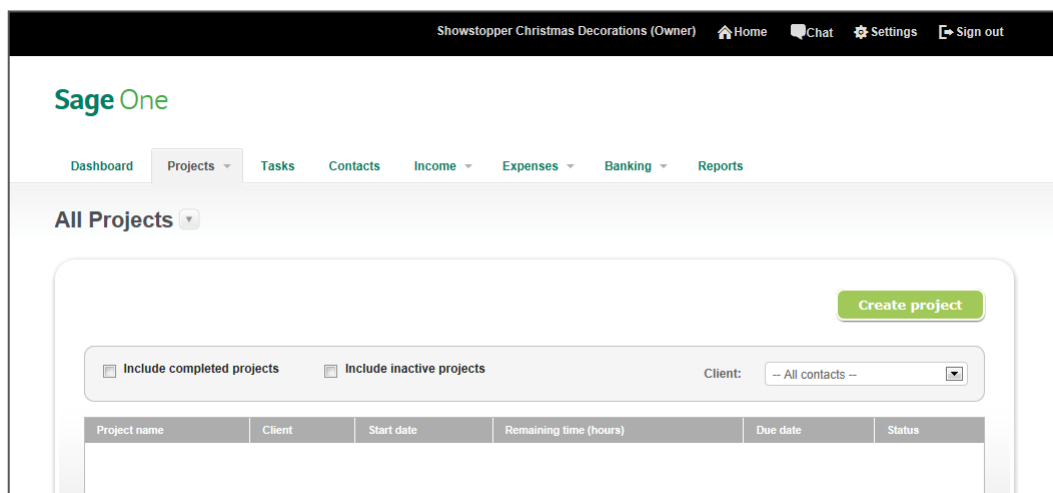 Showstopper Christmas Decorations (Owner) Home Chat Settings Sign out
Sage One
Dashboard Projects Tasks Contacts Income Expenses Banking Reports
All Projects
Create project
Include completed projects Include inactive projects Client: -- All contacts --
Project name Client Start date Remaining time (hours) Due date Status